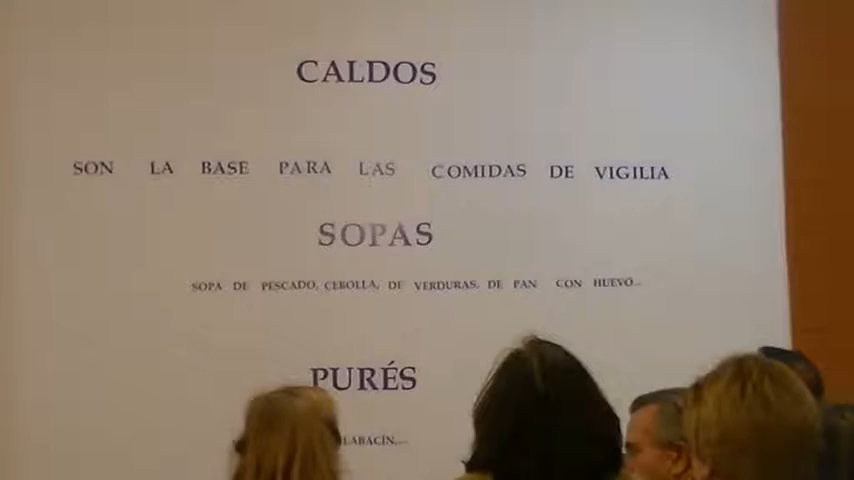 CALDOS
SON LA BASE PARA LAS COMIDAS DE VIGILIA
SOPAS
SOPA DE PESCADO, CEBOLLA, DE VERDURAS, DE PAN CON HUEVO...
PURÉS